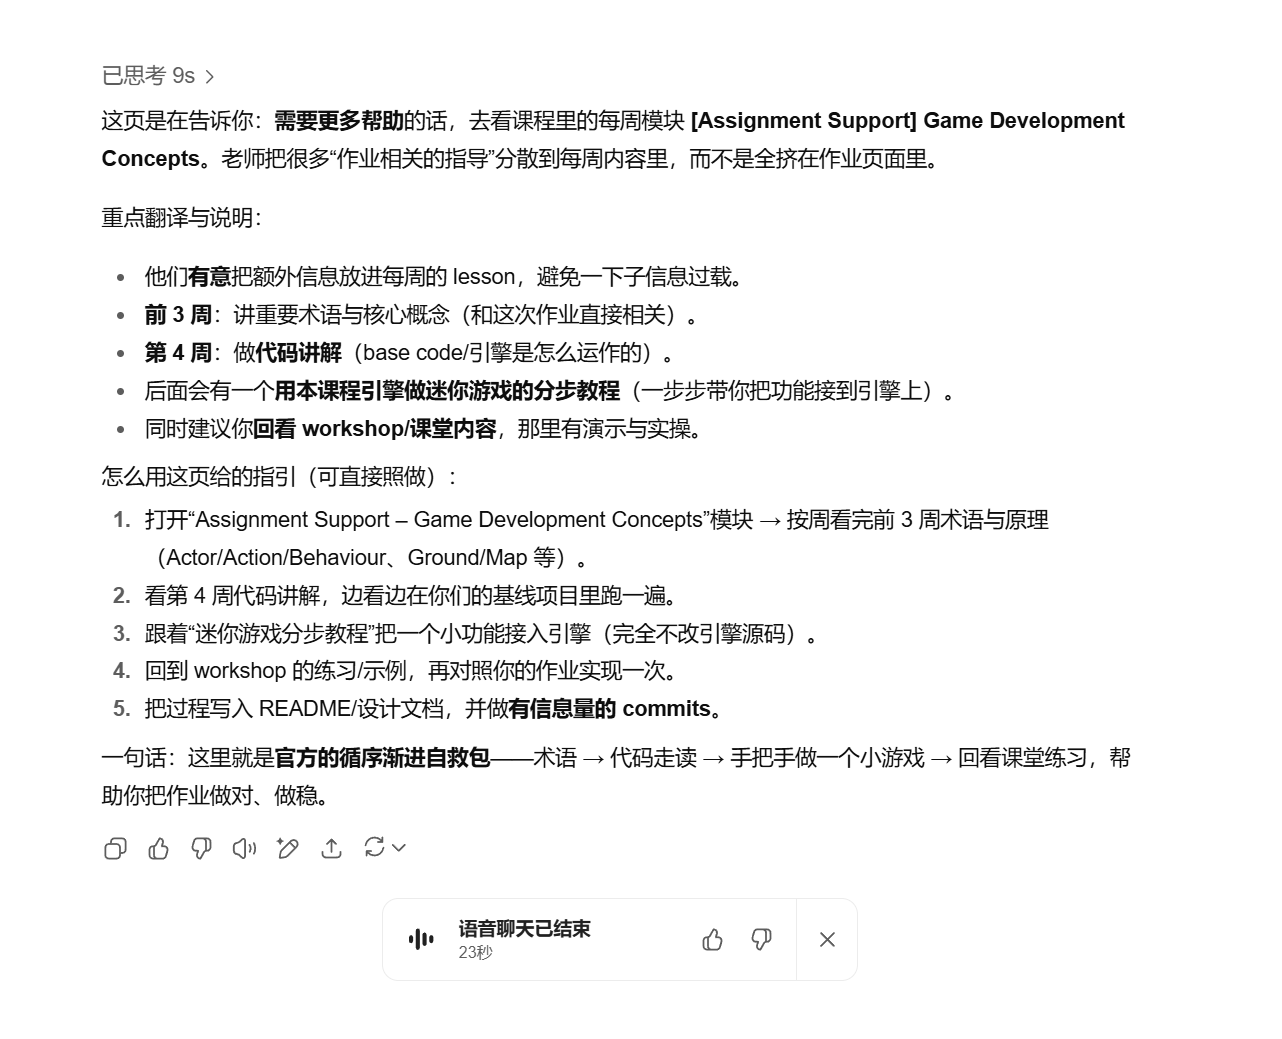 已思考 9s
这页是在告诉你：需要更多帮助的话，去看课程里的每周模块 [Assignment Support] Game Development
Concepts。老师把很多“作业相关的指导”分散到每周内容里，而不是全挤在作业页面里。
重点翻译与说明：
• 他们有意把额外信息放进每周的 lesson，避免一下子信息过载。
• 前 3 周：讲重要术语与核心概念（和这次作业直接相关）。
• 第 4 周：做代码讲解（base code/引擎是怎么运作的）。
• 后面会有一个用本课程引擎做迷你游戏的分步教程（一步步带你把功能接到引擎上）。
• 同时建议你回看 workshop/课堂内容，那里有演示与实操。
怎么用这页给的指引（可直接照做）：
1. 打开“Assignment Support – Game Development Concepts”模块 → 按周看完前 3 周术语与原理
（Actor/Action/Behaviour、Ground/Map 等）。
2. 看第 4 周代码讲解，边看边在你们的基线项目里跑一遍。
3. 跟着“迷你游戏分步教程”把一个小功能接入引擎（完全不改引擎源码）。
4. 回到 workshop 的练习/示例，再对照你的作业实现一次。
5. 把过程写入 README/设计文档，并做有信息量的 commits。
一句话：这里就是官方的循序渐进自救包——术语 → 代码走读 → 手把手做一个小游戏 → 回看课堂练习，帮
助你把作业做对、做稳。
语音聊天已结束
23秒